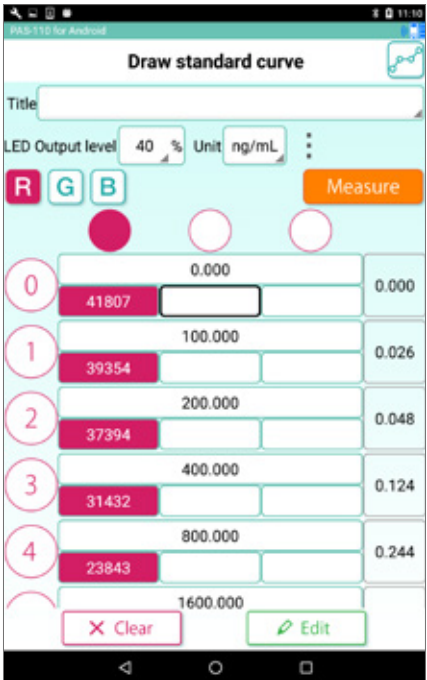 11:10
PAS-110 for Android
Draw standard curve
Title
LED Output level 40 % Unit ng/mL
R G B Measure
0.000
0 41807 0.000
100.000
1 39354 0.026
200.000
2 37394 0.048
400.000
3 31432 0.124
800.000
4 23843 0.244
1600.000
Clear Edit